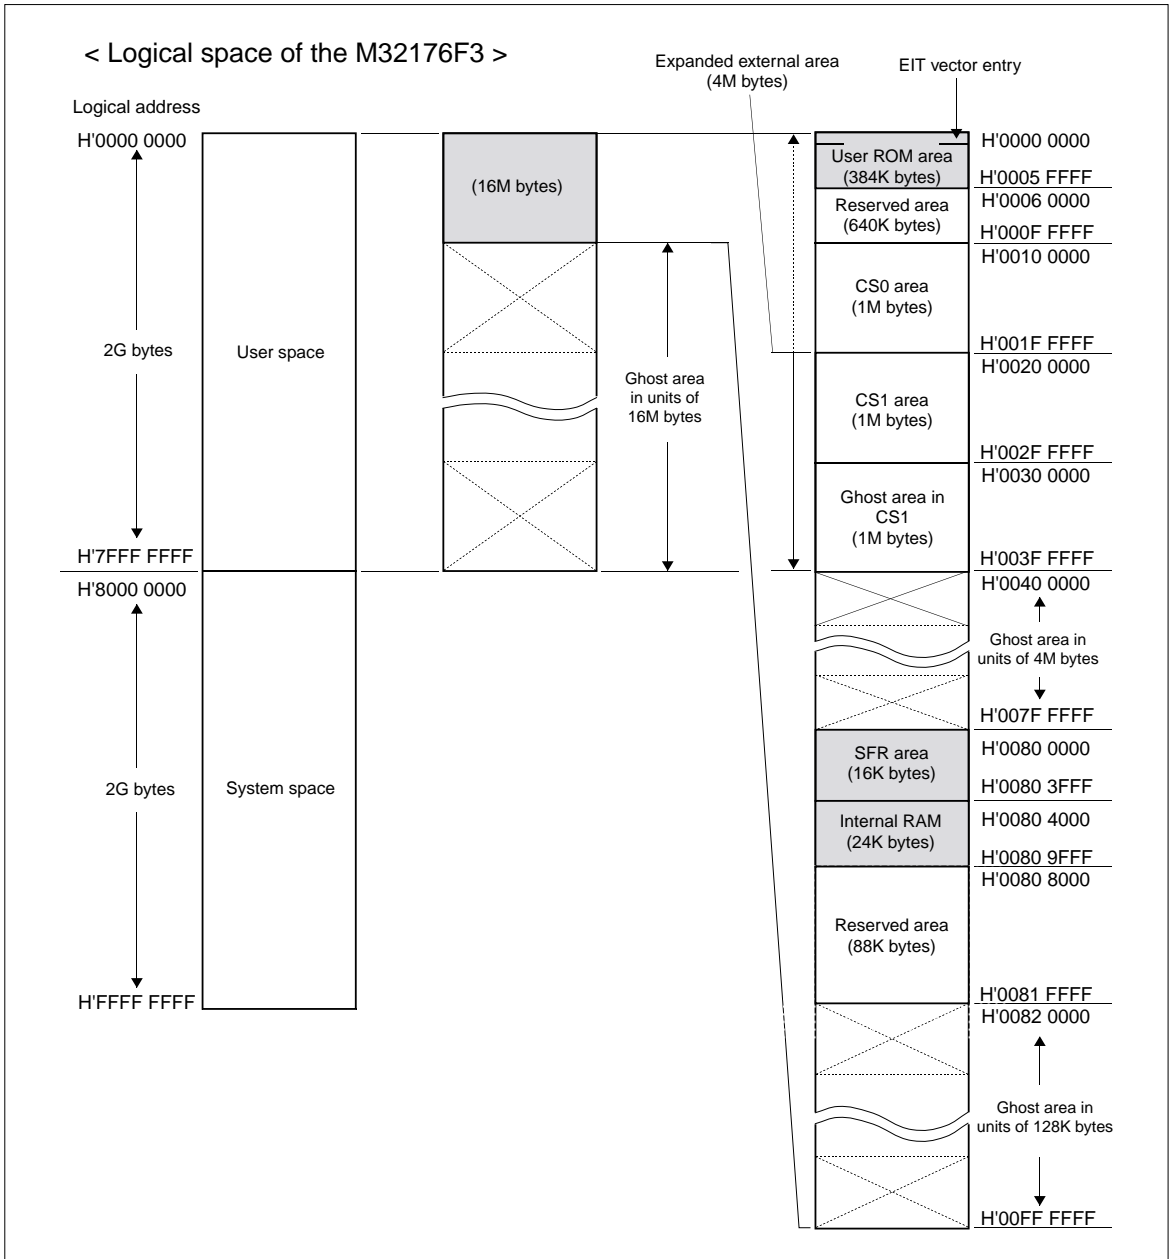 < Logical space of the M32176F3 >
Expanded external area
(4M bytes)
EIT vector entry
Logical address
H'0000 0000
2G bytes
H'7FFF FFFF
H'8000 0000
2G bytes
H'FFFF FFFF
User space
System space
(16M bytes)
Ghost area
in units of
16M bytes
User ROM area
(384K bytes)
H'0000 0000
H'0005 FFFF
Reserved area
(640K bytes)
H'0006 0000
H'000F FFFF
CS0 area
(1M bytes)
H'0010 0000
H'001F FFFF
CS1 area
(1M bytes)
H'0020 0000
H'002F FFFF
Ghost area in
CS1
(1M bytes)
H'0030 0000
H'003F FFFF
H'0040 0000
Ghost area in
units of 4M bytes
H'007F FFFF
SFR area
(16K bytes)
H'0080 0000
H'0080 3FFF
Internal RAM
(24K bytes)
H'0080 4000
H'0080 9FFF
Reserved area
(88K bytes)
H'0080 8000
H'0081 FFFF
H'0082 0000
Ghost area in
units of 128K bytes
H'00FF FFFF